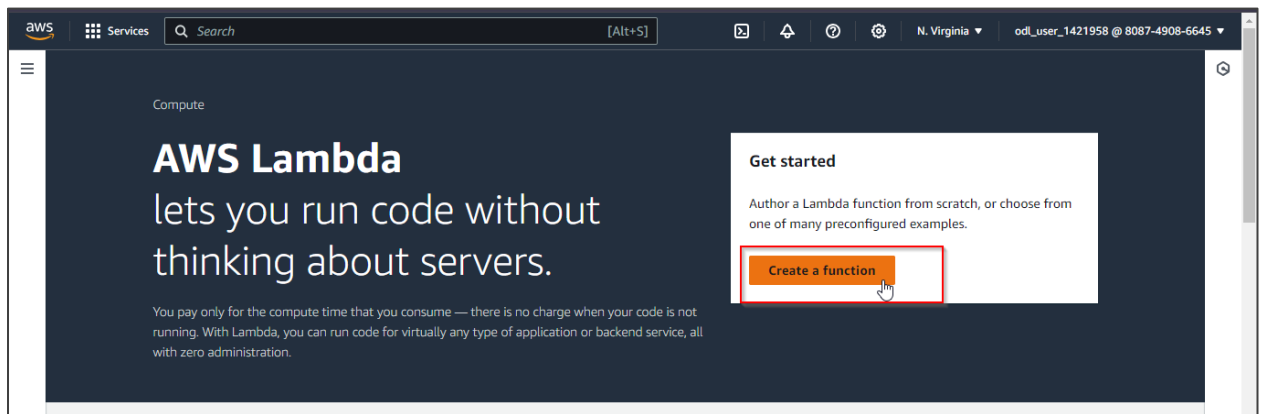 aws
Services
Search
[Alt+S]
N. Virginia
odl_user_1421958 @ 8087-4908-6645
Compute
AWS Lambda
lets you run code without
thinking about servers.
You pay only for the compute time that you consume — there is no charge when your code is not
running. With Lambda, you can run code for virtually any type of application or backend service, all
with zero administration.
Get started
Author a Lambda function from scratch, or choose from
one of many preconfigured examples.
Create a function